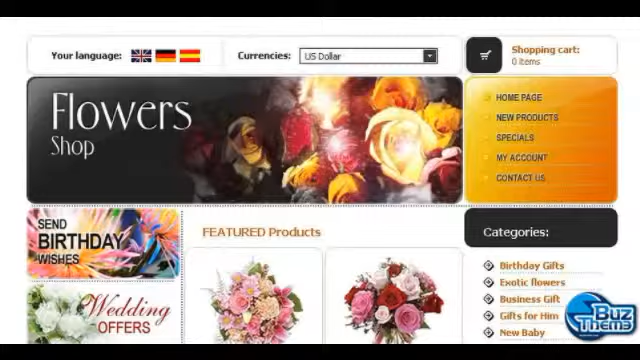 Your language:
Currencies:
US Dollar
Shopping cart:
0 items
Flowers
Shop
HOME PAGE
NEW PRODUCTS
SPECIALS
MY ACCOUNT
CONTACT US
SEND
BIRTHDAY
WISHES
Wedding
OFFERS
FEATURED Products
Categories:
Birthday Gifts
Exotic flowers
Business Gift
Gifts for Him
New Baby
Buz
Them3